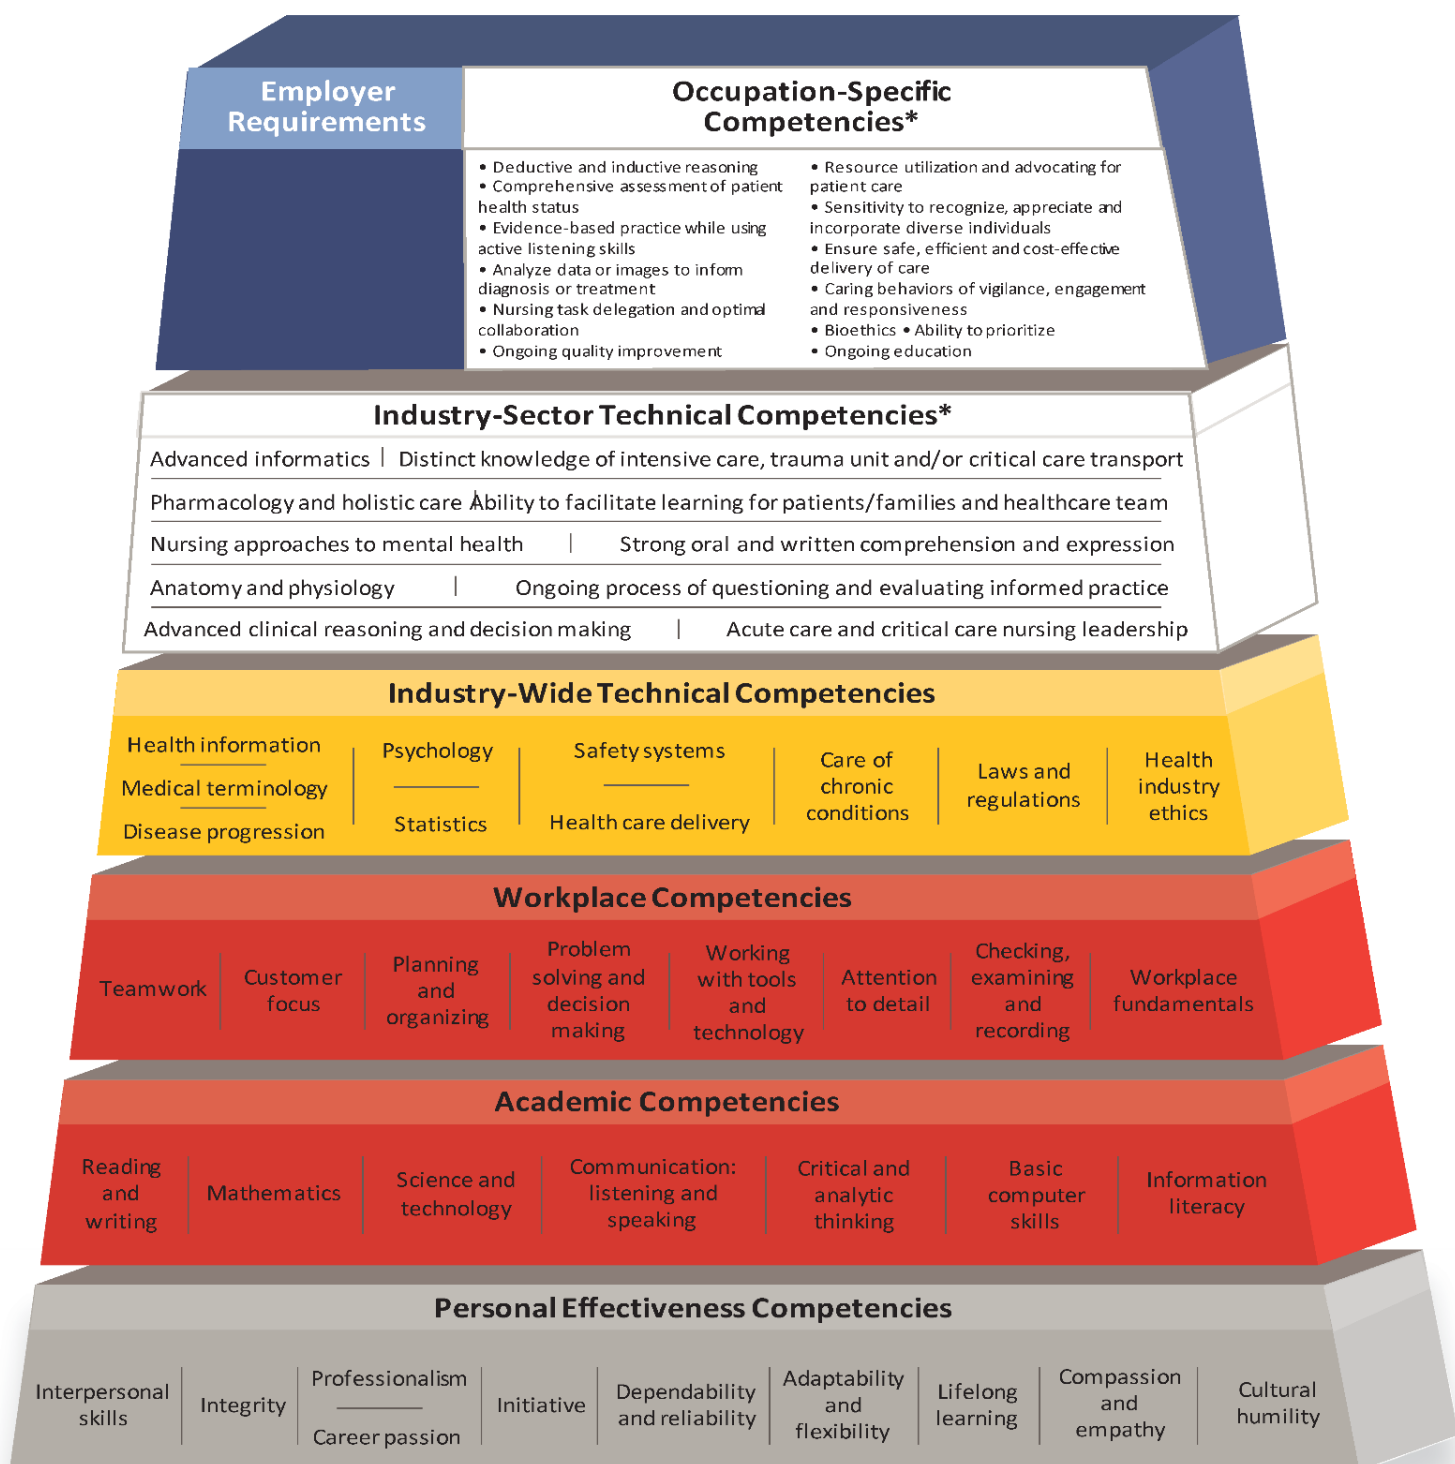 Employer
Requirements
Occupation-Specific
Competencies*
• Deductive and inductive reasoning
• Comprehensive assessment of patient
health status
• Evidence-based practice while using
active listening skills
• Analyze data or images to inform
diagnosis or treatment
• Nursing task delegation and optimal
collaboration
• Ongoing quality improvement
• Resource utilization and advocating for
patient care
• Sensitivity to recognize, appreciate and
incorporate diverse individuals
• Ensure safe, efficient and cost-effective
delivery of care
• Caring behaviors of vigilance, engagement
and responsiveness
• Bioethics • Ability to prioritize
• Ongoing education
Industry-Sector Technical Competencies*
Advanced informatics | Distinct knowledge of intensive care, trauma unit and/or critical care transport
Pharmacology and holistic care | Ability to facilitate learning for patients/families and healthcare team
Nursing approaches to mental health | Strong oral and written comprehension and expression
Anatomy and physiology | Ongoing process of questioning and evaluating informed practice
Advanced clinical reasoning and decision making | Acute care and critical care nursing leadership
Industry-Wide Technical Competencies
Health information
Medical terminology
Disease progression
Psychology
Statistics
Safety systems
Health care delivery
Care of
chronic
conditions
Laws and
regulations
Health
industry
ethics
Workplace Competencies
Teamwork
Customer
focus
Planning
and
organizing
Problem
solving and
decision
making
Working
with tools
and
technology
Attention
to detail
Checking,
examining
and
recording
Workplace
fundamentals
Academic Competencies
Reading
and
writing
Mathematics
Science and
technology
Communication:
listening and
speaking
Critical and
analytic
thinking
Basic
computer
skills
Information
literacy
Personal Effectiveness Competencies
Interpersonal
skills
Integrity
Professionalism
Career passion
Initiative
Dependability
and reliability
Adaptability
and
flexibility
Lifelong
learning
Compassion
and
empathy
Cultural
humility